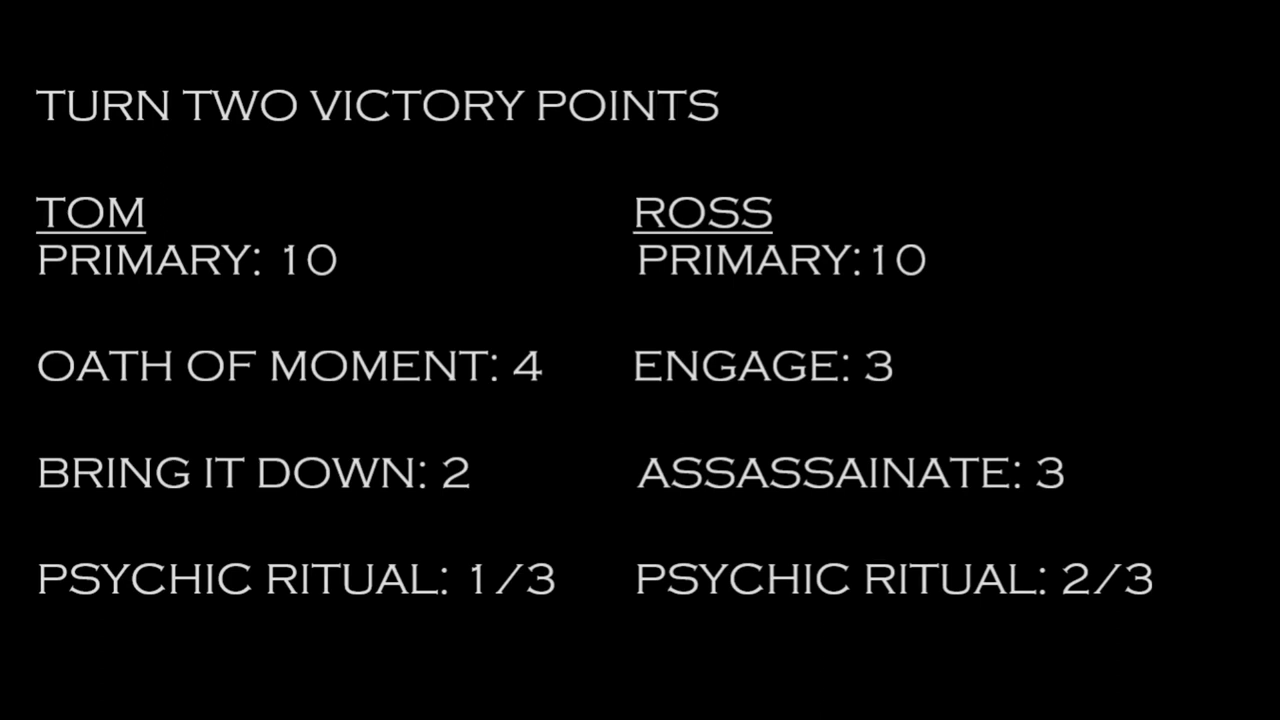 TURN TWO VICTORY POINTS
TOM
PRIMARY: 10
OATH OF MOMENT: 4
BRING IT DOWN: 2
PSYCHIC RITUAL: 1/3
ROSS
PRIMARY:10
ENGAGE: 3
ASSASSAINATE: 3
PSYCHIC RITUAL: 2/3